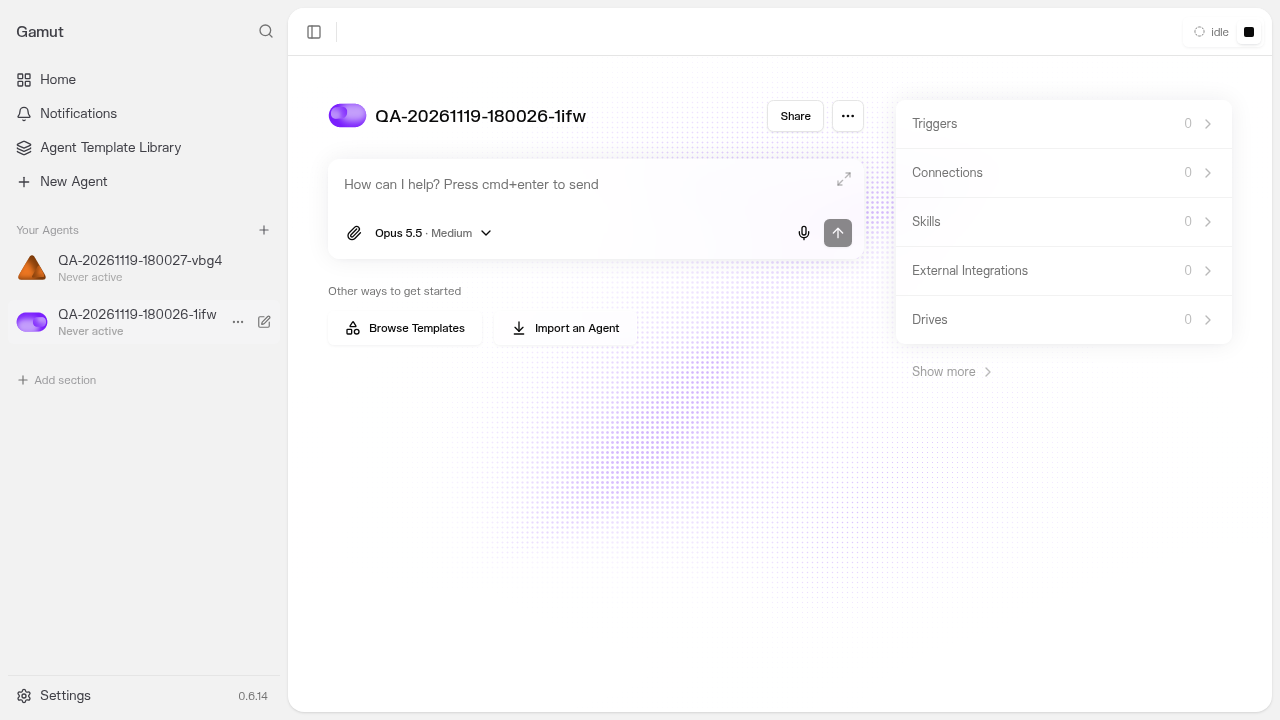 Gamut
Home
Notifications
Agent Template Library
New Agent
Your Agents
QA-20261119-180027-vbg4
Never active
QA-20261119-180026-1ifw
Never active
Add section
Settings
0.6.14
idle
QA-20261119-180026-1ifw
Share
How can I help? Press cmd+enter to send
Opus 5.5 · Medium
Other ways to get started
Browse Templates
Import an Agent
Triggers 0
Connections 0
Skills 0
External Integrations 0
Drives 0
Show more